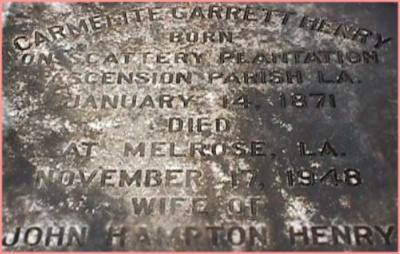 CARMELITE GARRETT HENRY
BORN
ON SCATTERY PLANTATION
ASCENSION PARISH LA.
JANUARY 14, 1871
DIED
AT MELROSE, LA.
NOVEMBER 17, 1948
WIFE OF
JOHN HAMPTON HENRY